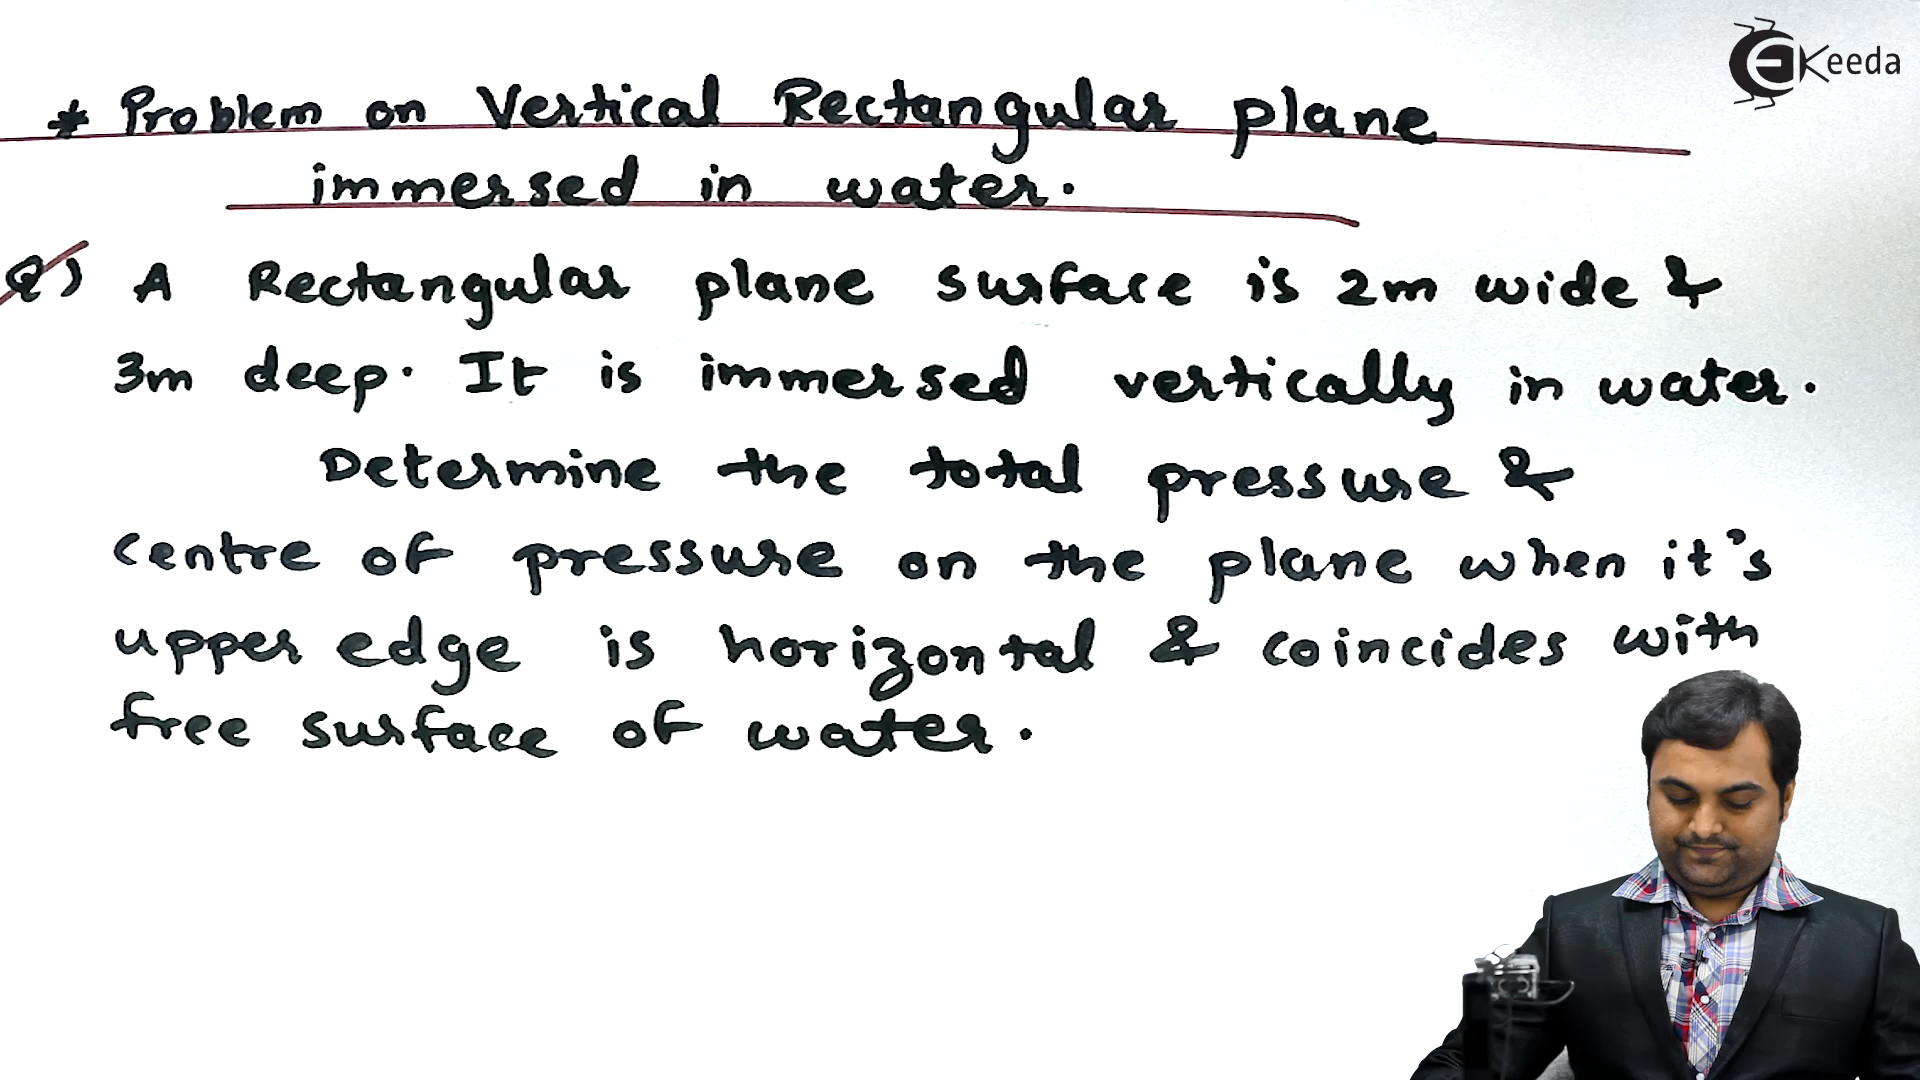 EKeeda
* Problem on Vertical Rectangular plane
immersed in water.
Q) A Rectangular plane surface is 2m wide &
3m deep. It is immersed vertically in water.
Determine the total pressure &
centre of pressure on the plane when it's
upper edge is horizontal & coincides with
free surface of water.